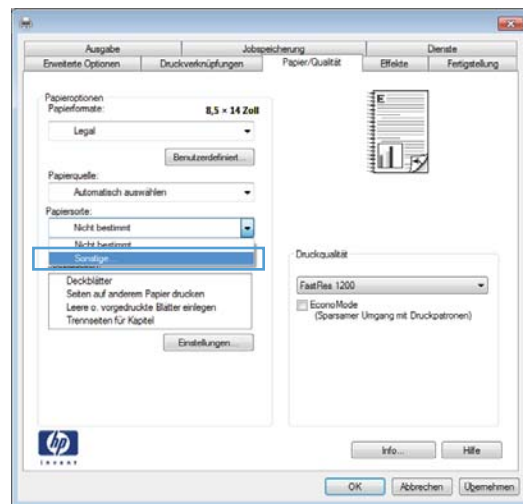 Ausgabe
Jobspeicherung
Dienste
Erweiterte Optionen
Druckverknüpfungen
Papier/Qualität
Effekte
Fertigstellung
Papieroptionen
Papierformate:
8,5 × 14 Zoll
Legal
Benutzerdefiniert...
Papierquelle:
Automatisch auswählen
Papiersorte:
Nicht bestimmt
Nicht bestimmt
Sonstige...
Deckblätter
Seiten auf anderem Papier drucken
Leere o. vorgedruckte Blätter einlegen
Trennseiten für Kapitel
Einstellungen...
E
Druckqualität
FastRes 1200
EconoMode
(Sparsamer Umgang mit Druckpatronen)
hp
invent
Info...
Hilfe
OK
Abbrechen
Übernehmen